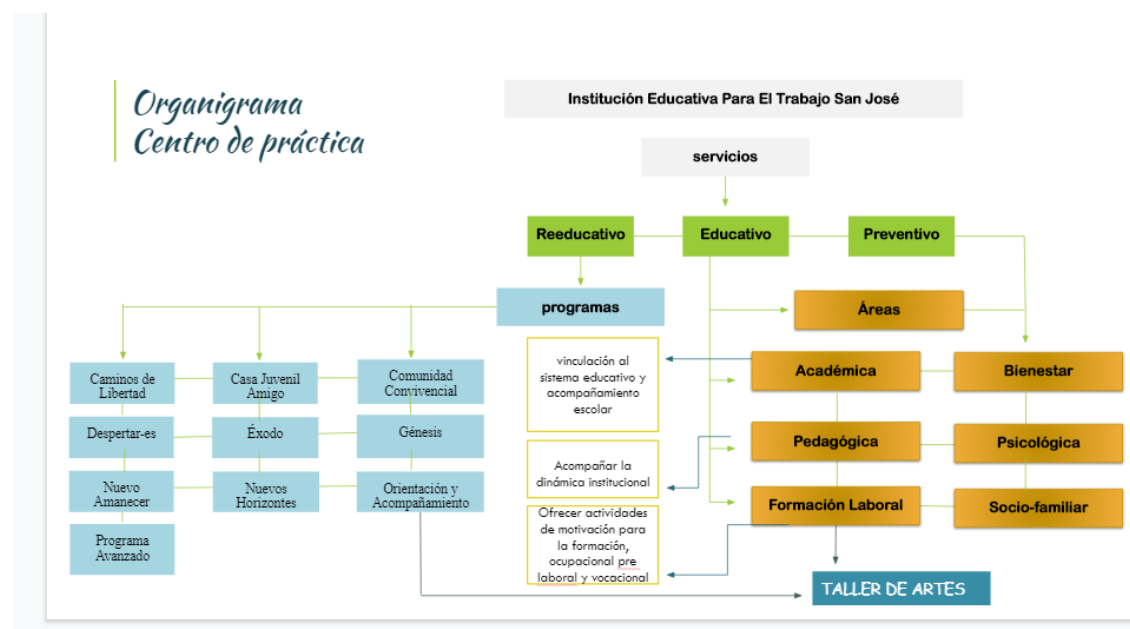 Organigrama
Centro de práctica
Institución Educativa Para El Trabajo San José
servicios
Reeducativo
Educativo
Preventivo
programas
Áreas
Caminos de
Libertad
Casa Juvenil
Amigo
Comunidad
Convivencial
vinculación al
sistema educativo y
acompañamiento
escolar
Académica
Bienestar
Despertar-es
Éxodo
Génesis
Pedagógica
Psicológica
Acompañar la
dinámica institucional
Nuevo
Amanecer
Nuevos
Horizontes
Orientación y
Acompañamiento
Formación Laboral
Socio-familiar
Ofrecer actividades
de motivación para
la formación,
ocupacional pre
laboral y vocacional
Programa
Avanzado
TALLER DE ARTES